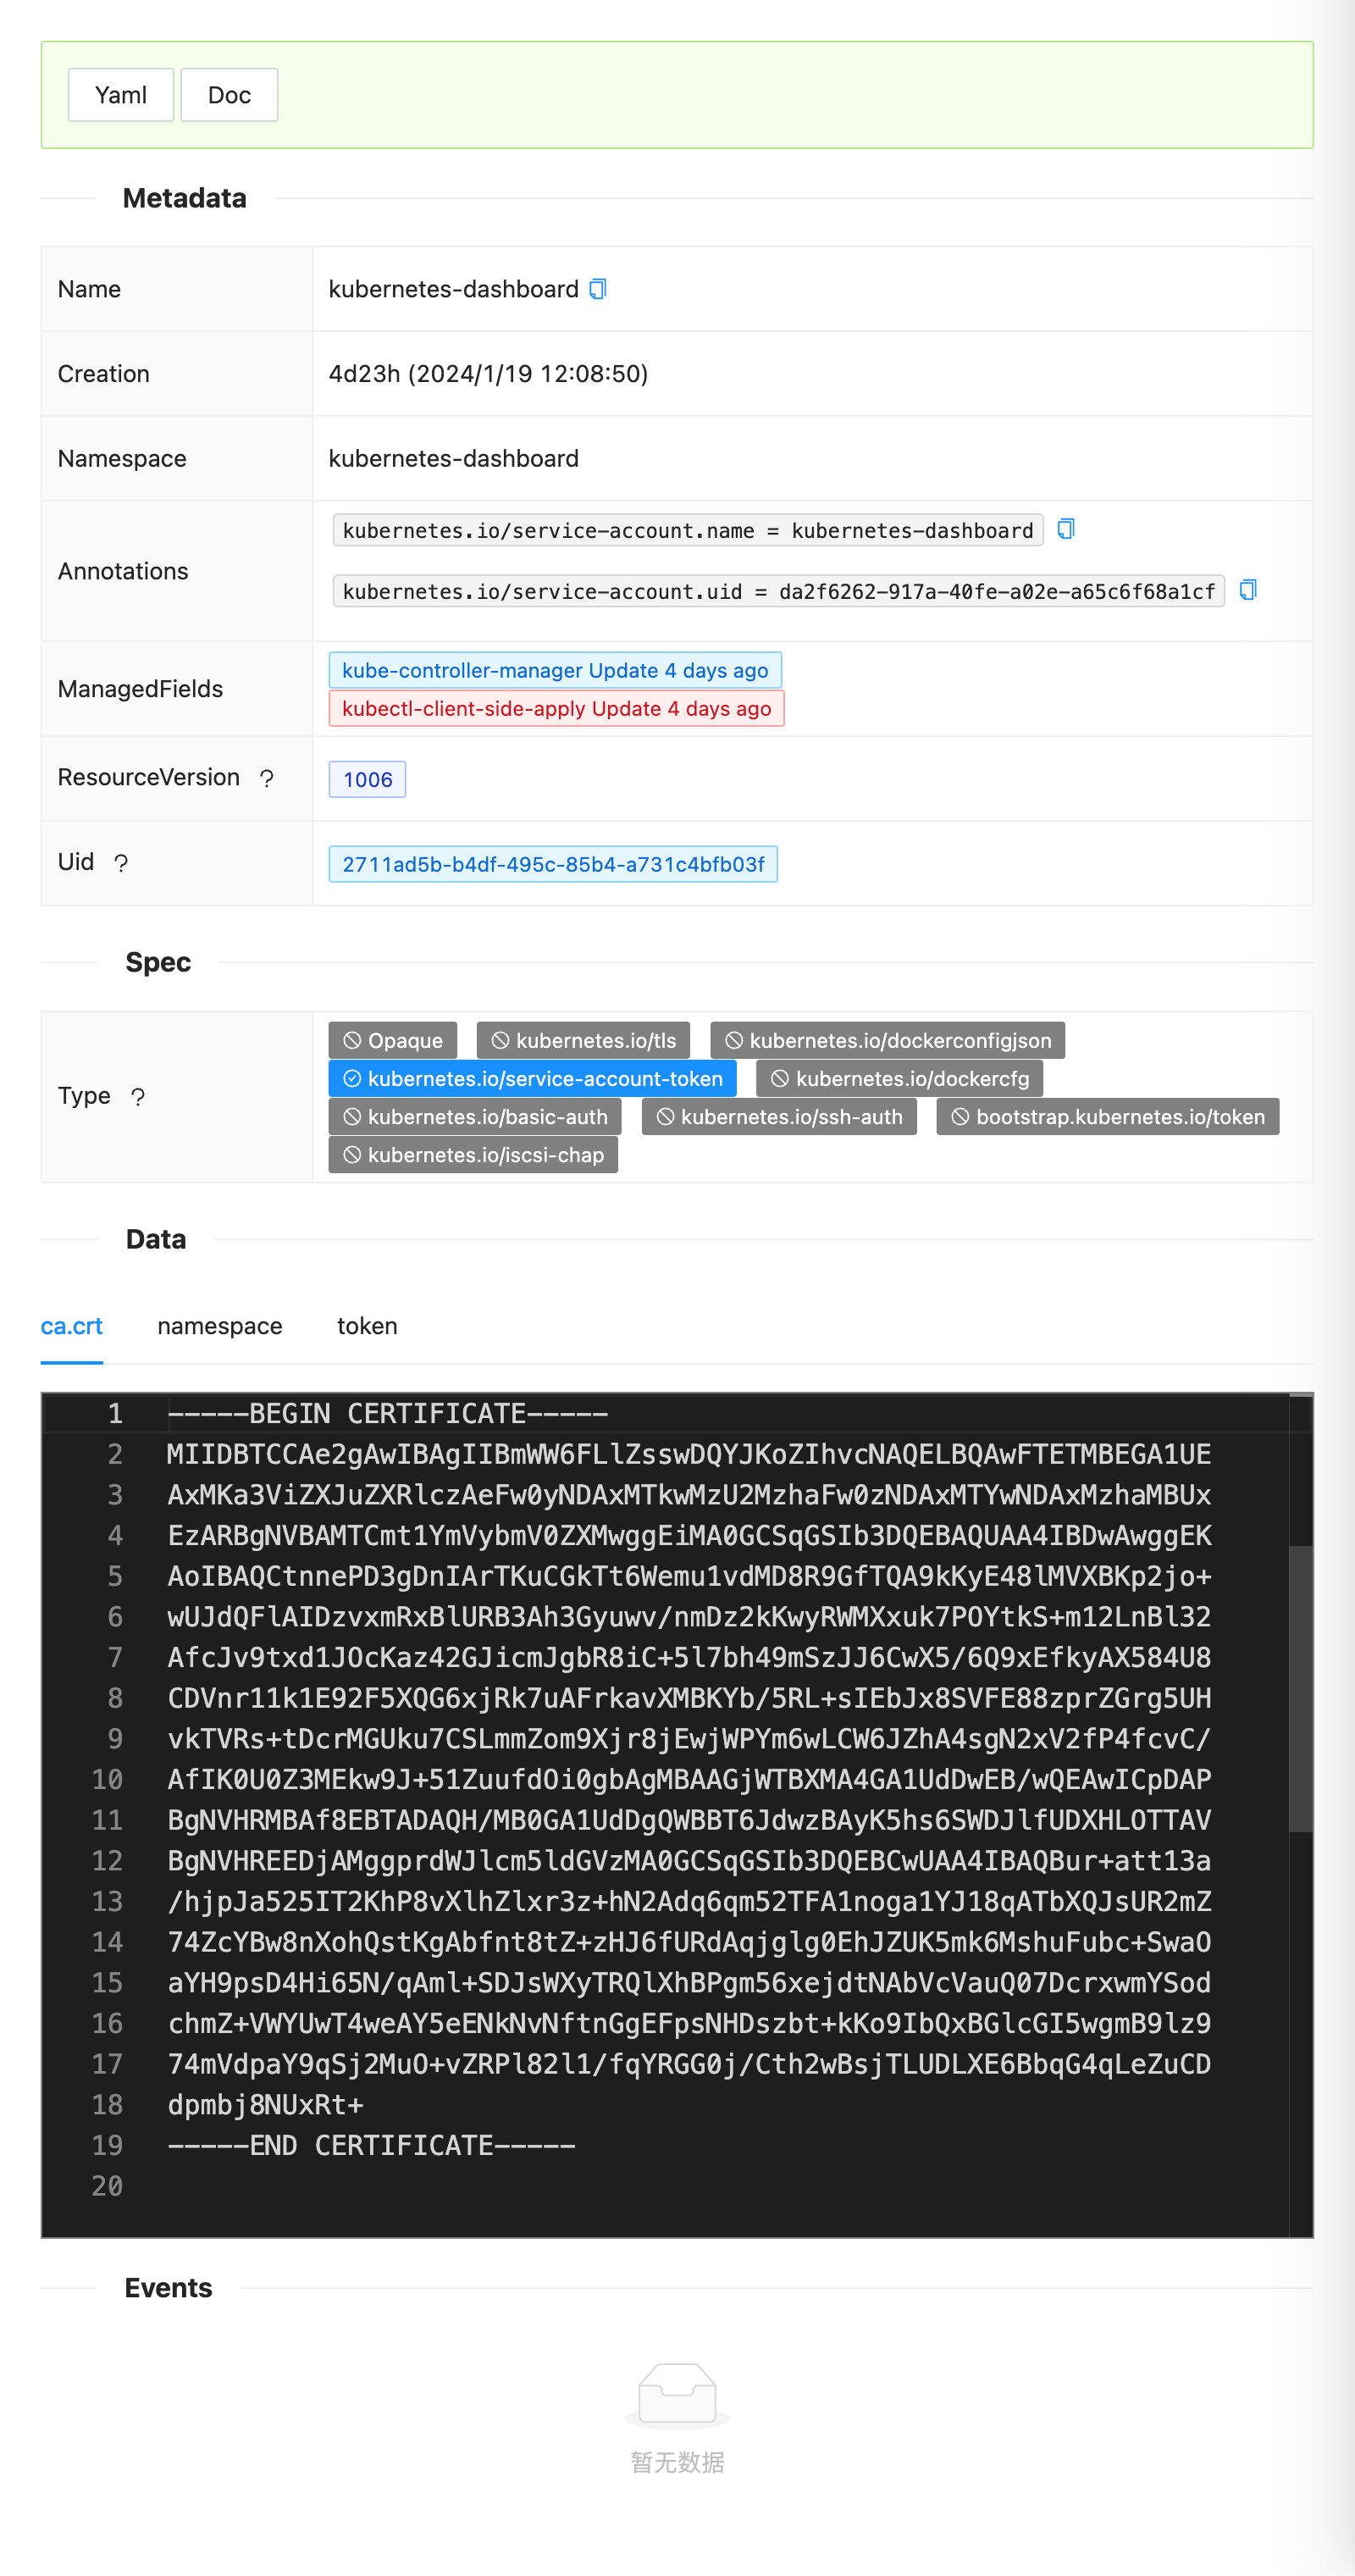 Yaml Doc
Metadata
Name kubernetes-dashboard
Creation 4d23h (2024/1/19 12:08:50)
Namespace kubernetes-dashboard
Annotations
kubernetes.io/service-account.name = kubernetes-dashboard
kubernetes.io/service-account.uid = da2f6262-917a-40fe-a02e-a65c6f68a1cf
ManagedFields
kube-controller-manager Update 4 days ago
kubectl-client-side-apply Update 4 days ago
ResourceVersion ? 1006
Uid ? 2711ad5b-b4df-495c-85b4-a731c4bfb03f
Spec
Type ?
Opaque kubernetes.io/tls kubernetes.io/dockerconfigjson
kubernetes.io/service-account-token kubernetes.io/dockercfg
kubernetes.io/basic-auth kubernetes.io/ssh-auth bootstrap.kubernetes.io/token
kubernetes.io/iscsi-chap
Data
ca.crt namespace token
1 -----BEGIN CERTIFICATE-----
2 MIIDBTCCAe2gAwIBAgIIBmWW6FLlZsswDQYJKoZIhvcNAQELBQAwFTETMBEGA1UE
3 AxMKa3ViZXJuZXRlczAeFw0yNDAxMTkwMzU2MzhaFw0zNDAxMTYwNDAxMzhaMBUx
4 EzARBgNVBAMTCmt1YmVybmV0ZXMwggEiMA0GCSqGSIb3DQEBAQUAA4IBDwAwggEK
5 AoIBAQCtnnePD3gDnIArTKuCGkTt6Wemu1vdMD8R9GfTQA9kKyE48lMVXBKp2jo+
6 wUJdQFlAIDzvxmRxBlURB3Ah3Gyuwv/nmDz2kKwyRWMXxuk7POYtkS+m12LnBl32
7 AfcJv9txd1JOcKaz42GJicmJgbR8iC+5l7bh49mSzJJ6CwX5/6Q9xEfkyAX584U8
8 CDVnr11k1E92F5XQG6xjRk7uAFrkavXMBKYb/5RL+sIEbJx8SVFE88zprZGrg5UH
9 vkTVRs+tDcrMGUku7CSLmmZom9Xjr8jEwjWPYm6wLCW6JZhA4sgN2xV2fP4fcvC/
10 AfIK0U0Z3MEkw9J+51ZuufdOi0gbAgMBAAGjWTBXMA4GA1UdDwEB/wQEAwICpDAP
11 BgNVHRMBAf8EBTADAQH/MB0GA1UdDgQWBBT6JdwzBAyK5hs6SWDJlfUDXHLOTTAV
12 BgNVHREEDjAMggprdWJlcm5ldGVzMA0GCSqGSIb3DQEBCwUAA4IBAQBur+att13a
13 /hjpJa525IT2KhP8vXlhZlxr3z+hN2Adq6qm52TFA1noga1YJ18qATbXQJsUR2mZ
14 74ZcYBw8nXohQstKgAbfnt8tZ+zHJ6fURdAqjglg0EhJZUK5mk6MshuFubc+SwaO
15 aYH9psD4Hi65N/qAml+SDJsWXyTRQlXhBPgm56xejdtNAbVcVauQ07DcrxwmYSod
16 chmZ+VWYUwT4weAY5eENkNvNftnGgEFpsNHDszbt+kKo9IbQxBGlcGI5wgmB9lz9
17 74mVdpaY9qSj2MuO+vZRPl82l1/fqYRGG0j/Cth2wBsjTLUDLXE6BbqG4qLeZuCD
18 dpmbj8NUxRt+
19 -----END CERTIFICATE-----
20
Events
暂无数据